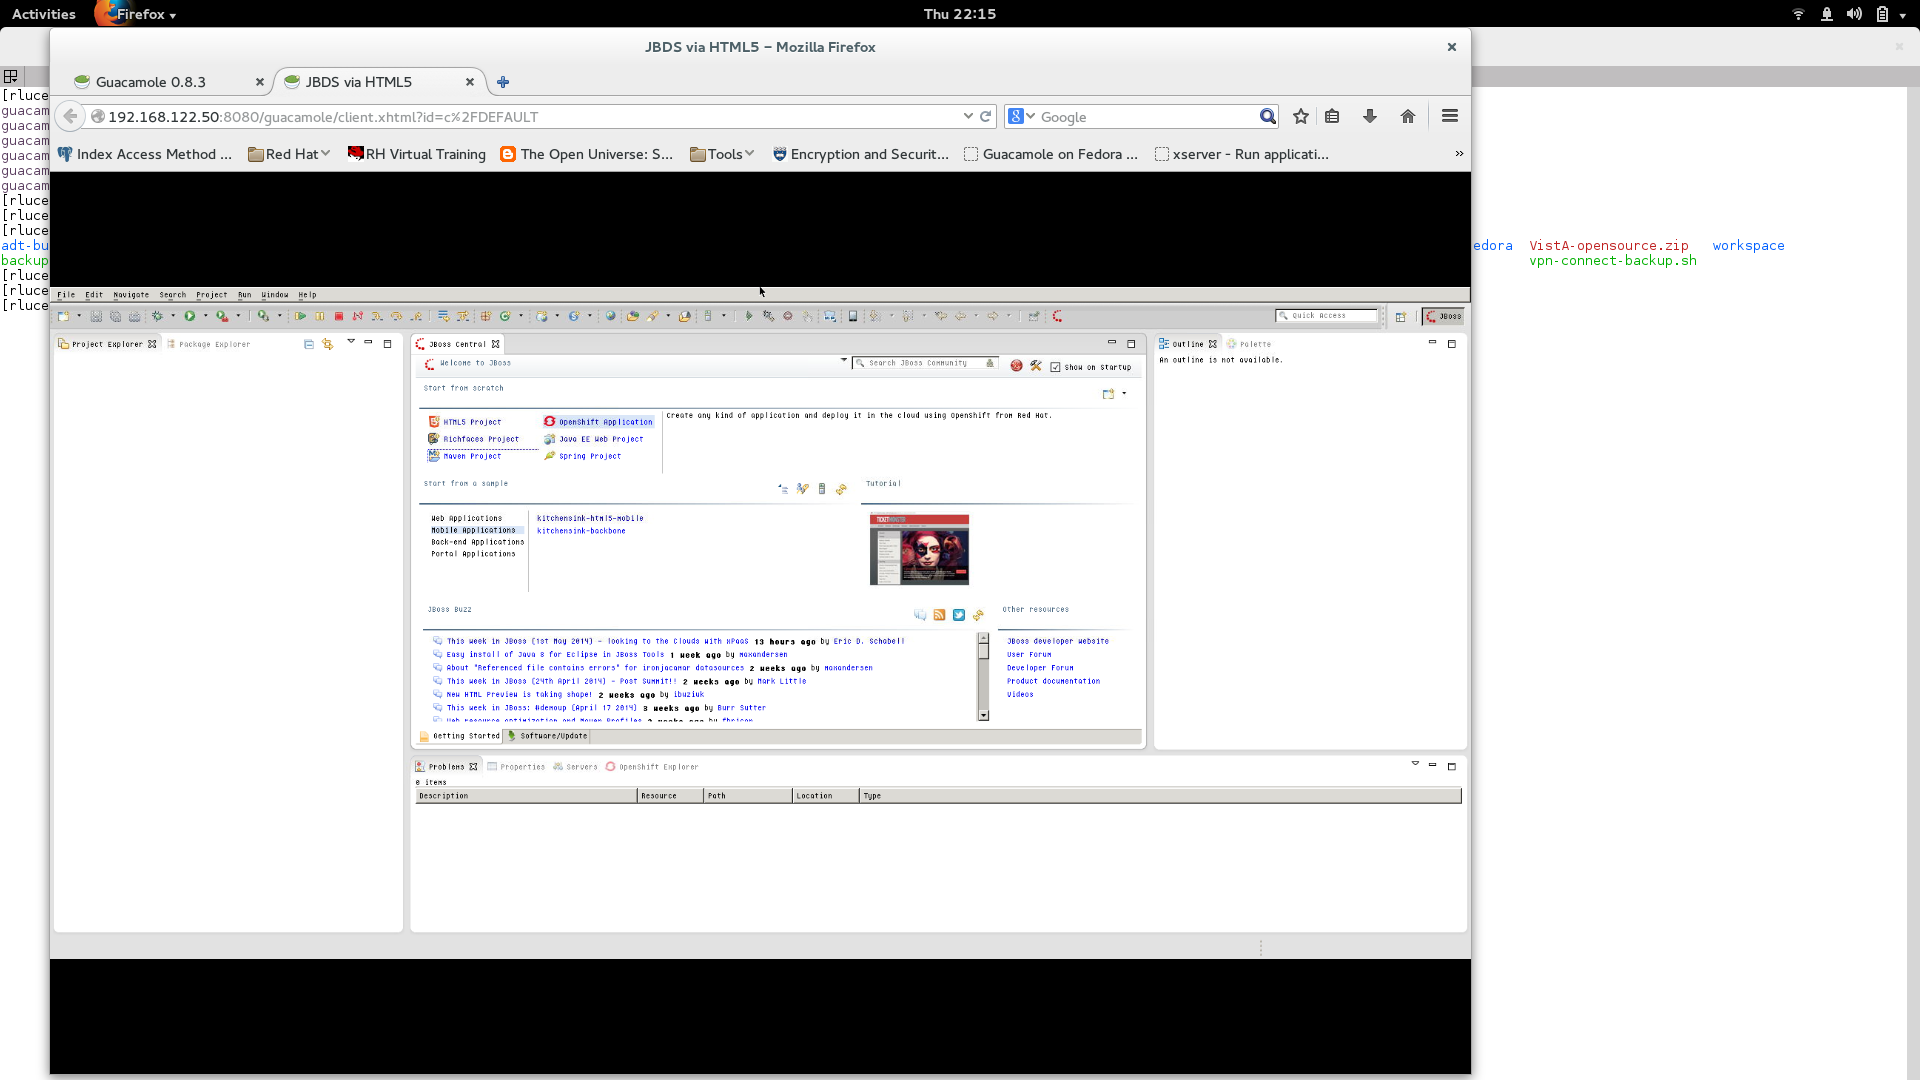 Activities Firefox Thu 22:15
JBDS via HTML5 – Mozilla Firefox
Guacamole 0.8.3 JBDS via HTML5
192.168.122.50:8080/guacamole/client.xhtml?id=c%2FDEFAULT Google
Index Access Method ... Red Hat RH Virtual Training The Open Universe: S... Tools Encryption and Securit... Guacamole on Fedora ... xserver - Run applicati... »
[rluce
guacam
guacam
guacam
guacam
guacam
guacam
[rluce
[rluce
[rluce
adt-bu edora VistA-opensource.zip workspace
backup vpn-connect-backup.sh
[rluce
[rluce
[rluce
File Edit Navigate Search Project Run Window Help
Quick Access JBoss
Project Explorer Package Explorer JBoss Central Outline Palette
An outline is not available.
Welcome to JBoss Search JBoss Community Show on Startup
Start from scratch
HTML5 Project OpenShift Application Create any kind of application and deploy it in the cloud using OpenShift from Red Hat.
Richfaces Project Java EE Web Project
Maven Project Spring Project
Start from a sample Tutorial
Web Applications kitchensink-html5-mobile
Mobile Applications kitchensink-backbone
Back-end Applications
Portal Applications
JBoss Buzz Other resources
This week in JBoss (1st May 2014) - looking to the Clouds with xPaaS 13 hours ago by Eric D. Schabell JBoss developer website
Easy install of Java 8 for Eclipse in JBoss Tools 1 week ago by maxandersen User Forum
About "Referenced file contains errors" for ironjacamar datasources 2 weeks ago by maxandersen Developer Forum
This week in JBoss (24th April 2014) - Post Summit!! 2 weeks ago by Mark Little Product documentation
New HTML Preview is taking shape! 2 weeks ago by ibuziuk Videos
This week in JBoss: #demoup (April 17 2014) 3 weeks ago by Burr Sutter
Web resource optimization and Maven Profiles 3 weeks ago by fbricon
Getting Started Software/Update
Problems Properties Servers OpenShift Explorer
0 items
Description Resource Path Location Type